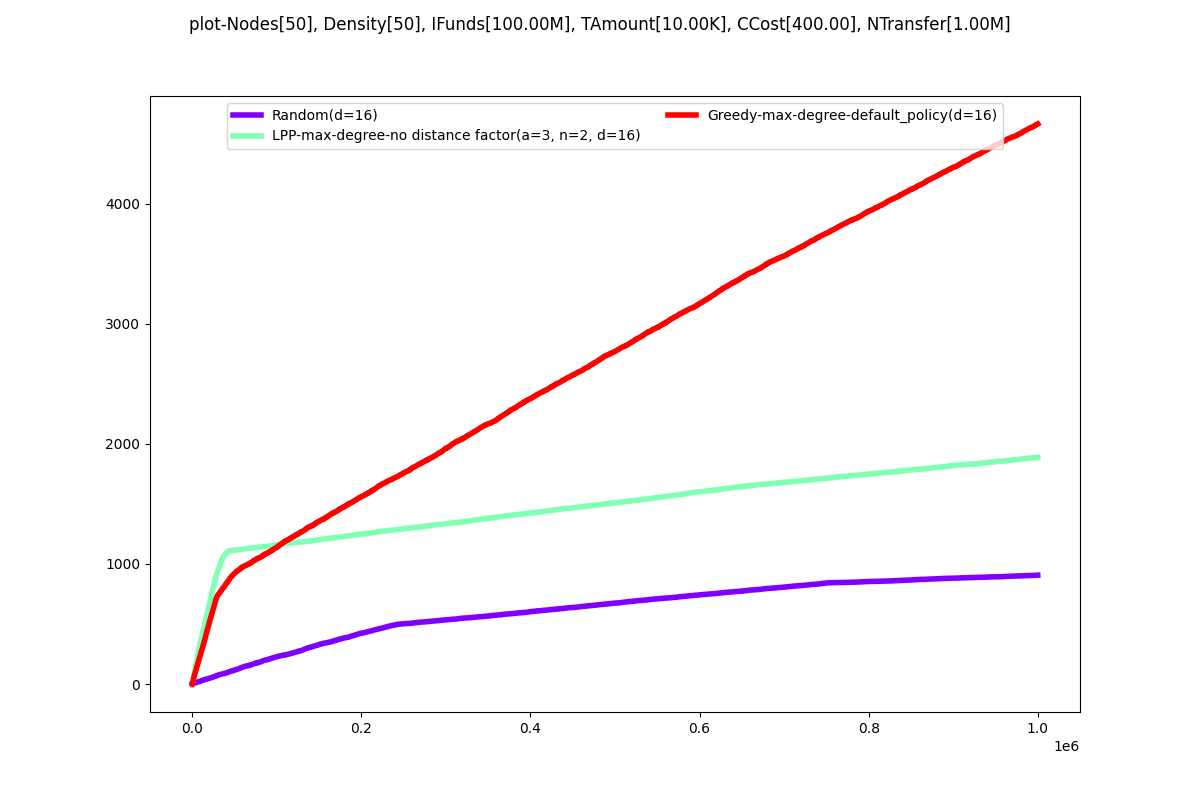 plot-Nodes[50], Density[50], IFunds[100.00M], TAmount[10.00K], CCost[400.00], NTransfer[1.00M]
Random(d=16)
LPP-max-degree-no distance factor(a=3, n=2, d=16)
Greedy-max-degree-default_policy(d=16)
4000
3000
2000
1000
0
0.0 0.2 0.4 0.6 0.8 1.0
1e6